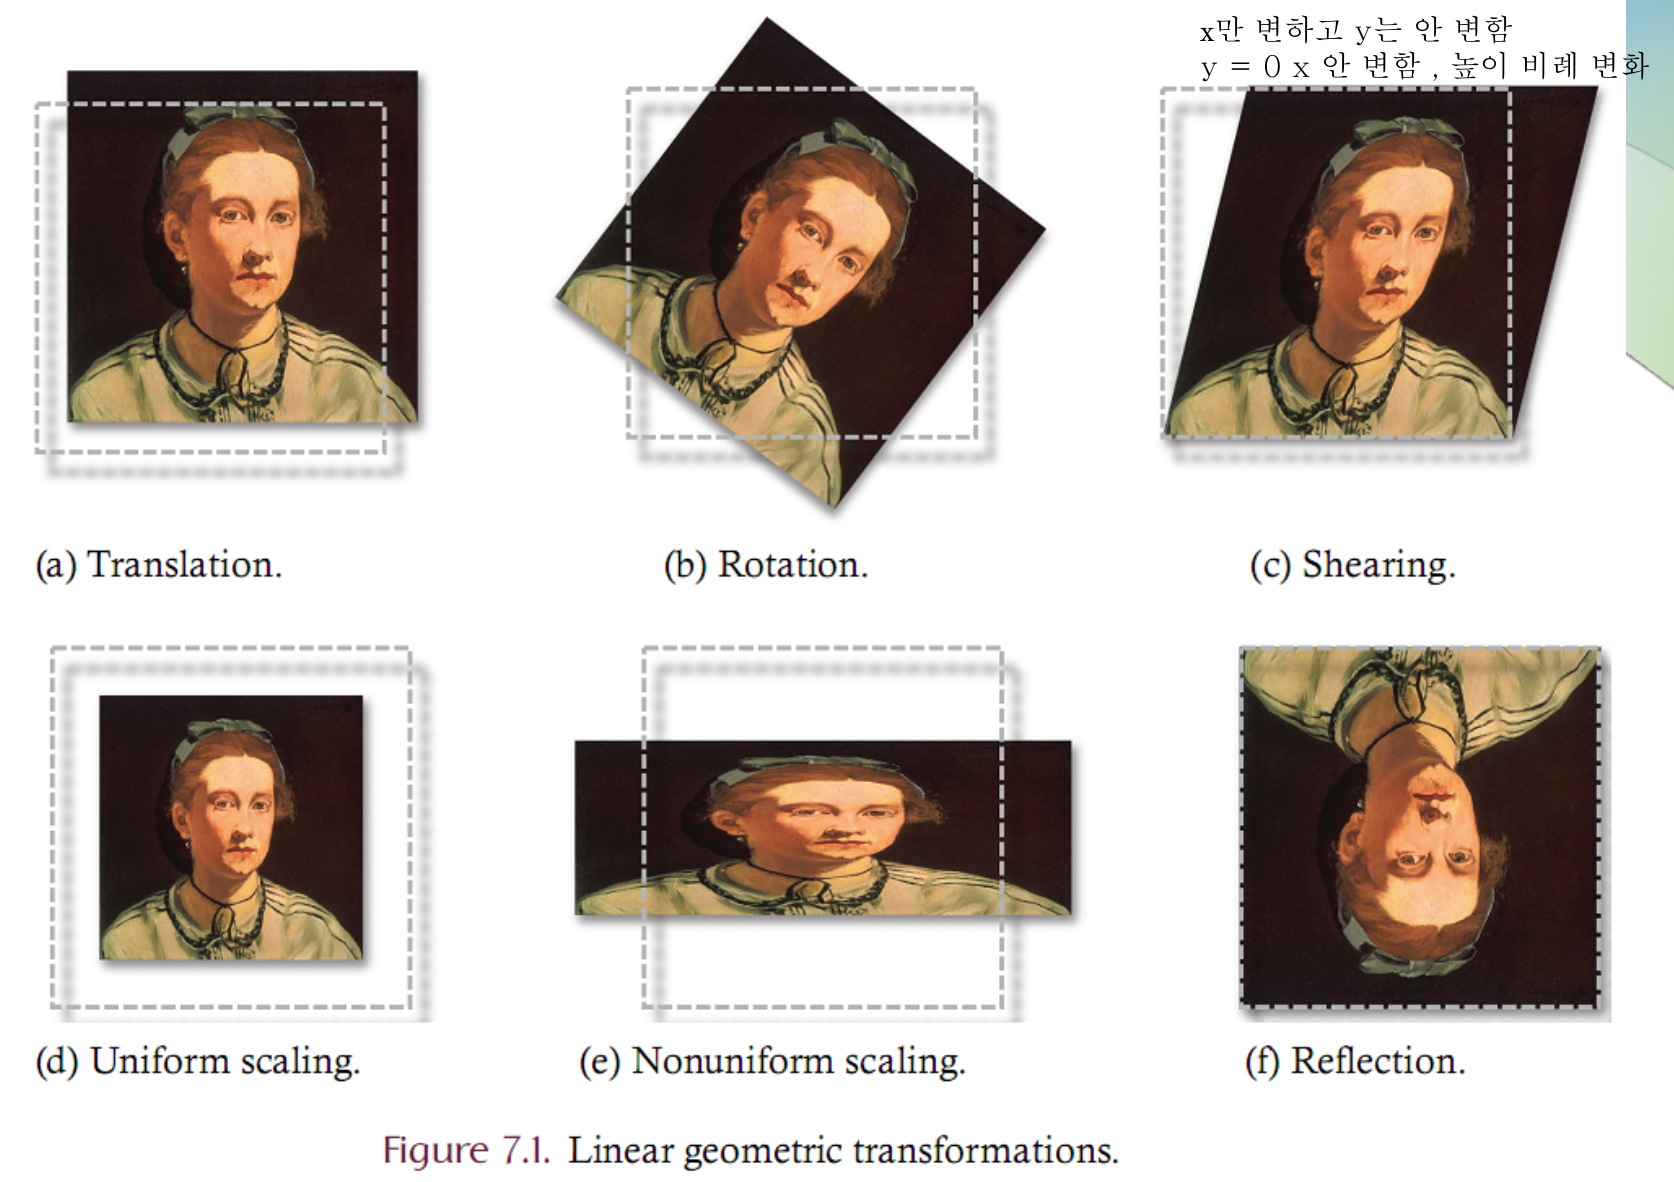 x만 변하고 y는 안 변함
y = 0 x 안 변함 , 높이 비례 변화
(a) Translation.
(b) Rotation.
(c) Shearing.
(d) Uniform scaling.
(e) Nonuniform scaling.
(f) Reflection.
Figure 7.1. Linear geometric transformations.